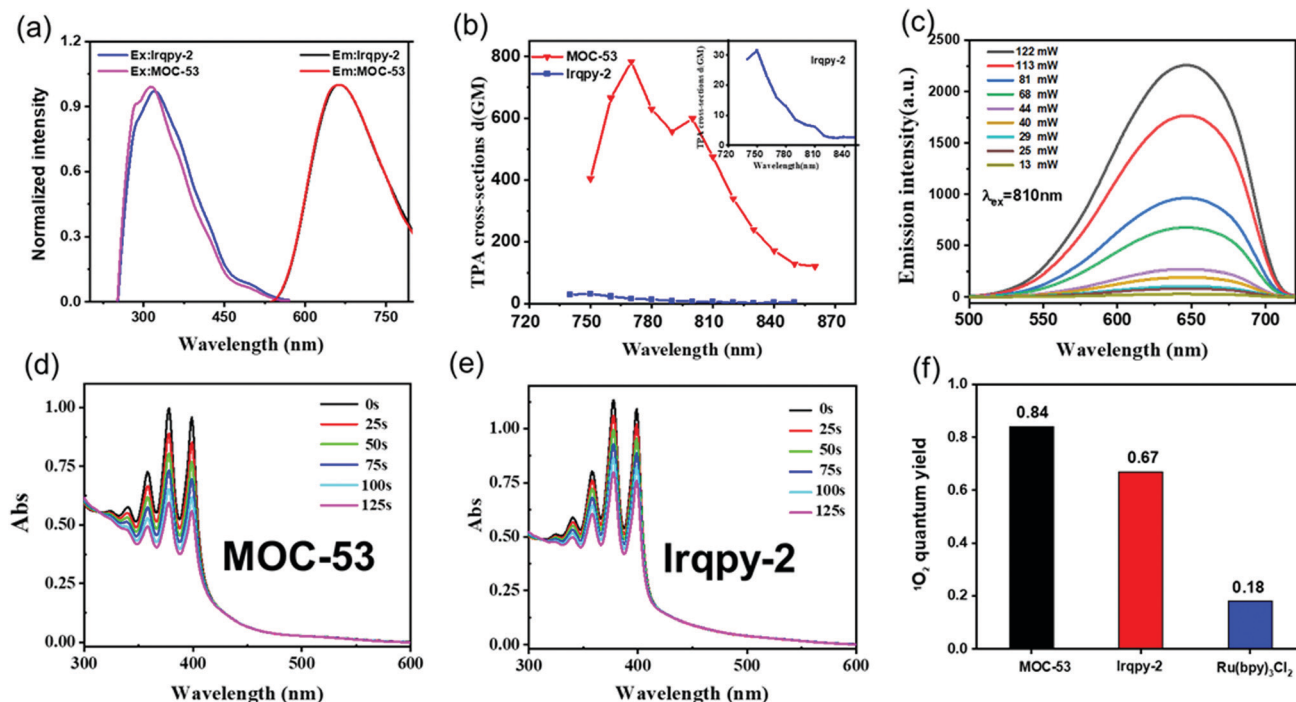 (a)
Ex:Irqpy-2
Em:Irqpy-2
Ex:MOC-53
Em:MOC-53
1.2
0.9
0.6
0.3
0.0
Normalized intensity
300
450
600
750
Wavelength (nm)
(b)
MOC-53
Irqpy-2
800
600
400
200
0
TPA cross-sections d(GM)
720
750
780
810
840
870
Wavelength (nm)
Irqpy-2
30
20
10
0
TPA cross-sections d(GM)
720
750
780
810
840
Wavelength(nm)
(c)
2500
2000
1500
1000
500
0
Emission intensity(a.u.)
122 mW
113 mW
81 mW
68 mW
44 mW
40 mW
29 mW
25 mW
13 mW
λex=810nm
500
550
600
650
700
Wavelength (nm)
(d)
1.00
0.75
0.50
0.25
0.00
Abs
0s
25s
50s
75s
100s
125s
MOC-53
300
400
500
600
Wavelength (nm)
(e)
1.00
0.75
0.50
0.25
0.00
Abs
0s
25s
50s
75s
100s
125s
Irqpy-2
300
400
500
600
Wavelength (nm)
(f)
1.0
0.8
0.6
0.4
0.2
0.0
¹O₂ quantum yield
0.84
0.67
0.18
MOC-53
Irqpy-2
Ru(bpy)₃Cl₂